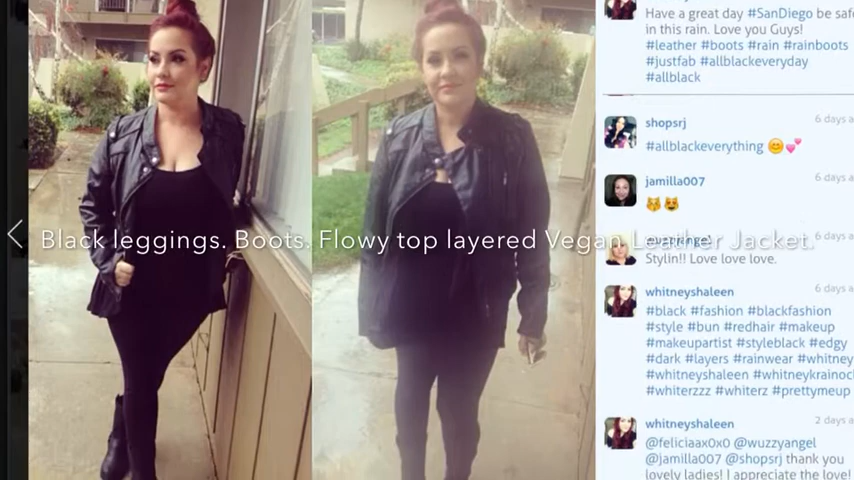 Have a great day #SanDiego be safe
in this rain. Love you Guys!
#leather #boots #rain #rainboots
#justfab #allblackeveryday
#allblack
shopsrj 6 days a
#allblackeverything 😊💕
jamilla007 6 days a
😽😻
Black leggings. Boots. Flowy top layered Vegan Leather Jacket.
wuzzyangel 6 days a
Stylin!! Love love love.
whitneyshaleen 6 days a
#black #fashion #blackfashion
#style #bun #redhair #makeup
#makeupartist #styleblack #edgy
#dark #layers #rainwear #whitney
#whitneyshaleen #whitneykrainoc
#whiterzzz #whiterz #prettymeup
whitneyshaleen 2 days a
@feliciaax0x0 @wuzzyangel
@jamilla007 @shopsrj thank you
lovely ladies! I appreciate the love!